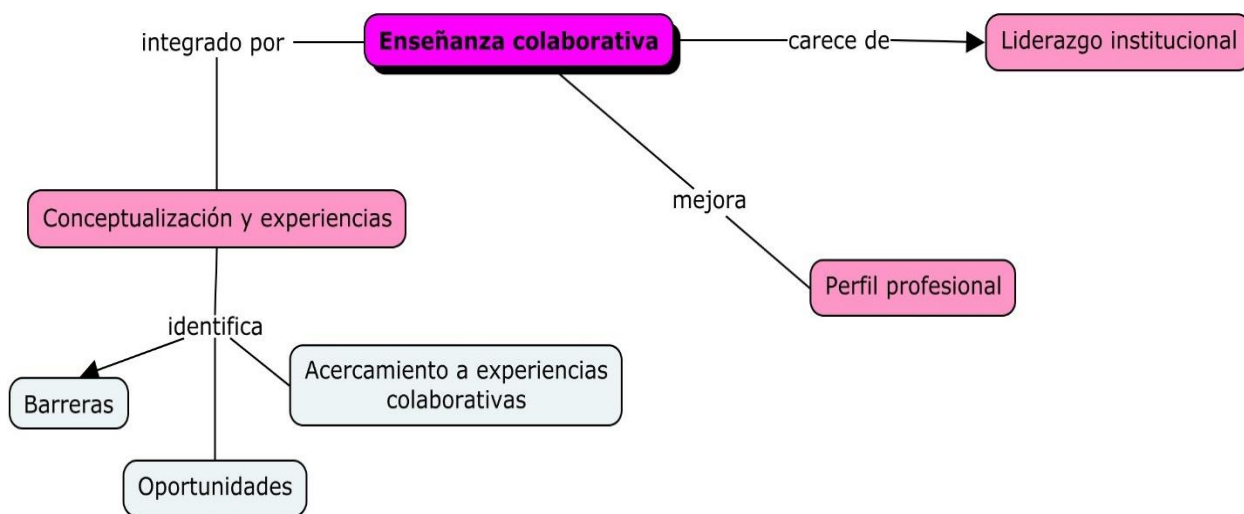 integrado por
Enseñanza colaborativa
carece de
Liderazgo institucional
mejora
Conceptualización y experiencias
Perfil profesional
identifica
Acercamiento a experiencias
colaborativas
Barreras
Oportunidades